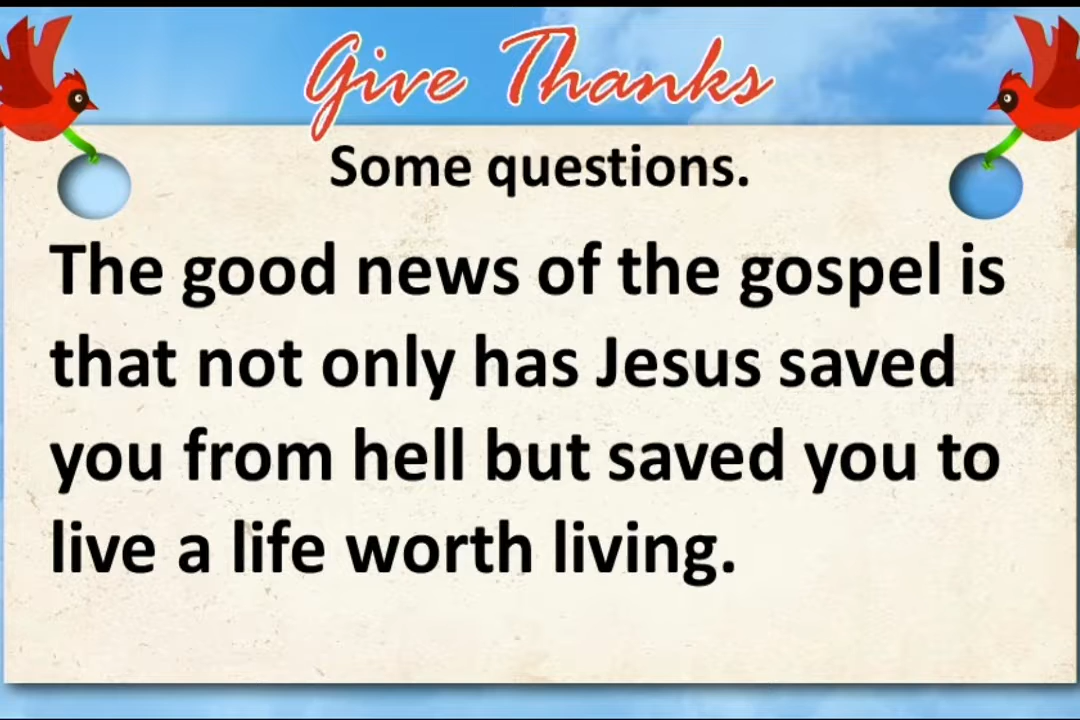 Give Thanks
Some questions.
The good news of the gospel is
that not only has Jesus saved
you from hell but saved you to
live a life worth living.